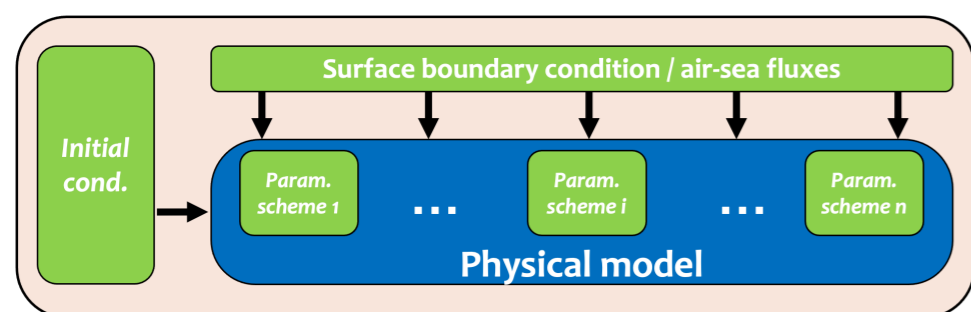 Surface boundary condition / air-sea fluxes
Initial
cond.
Param.
scheme 1
...
Param.
scheme i
...
Param.
scheme n
Physical model